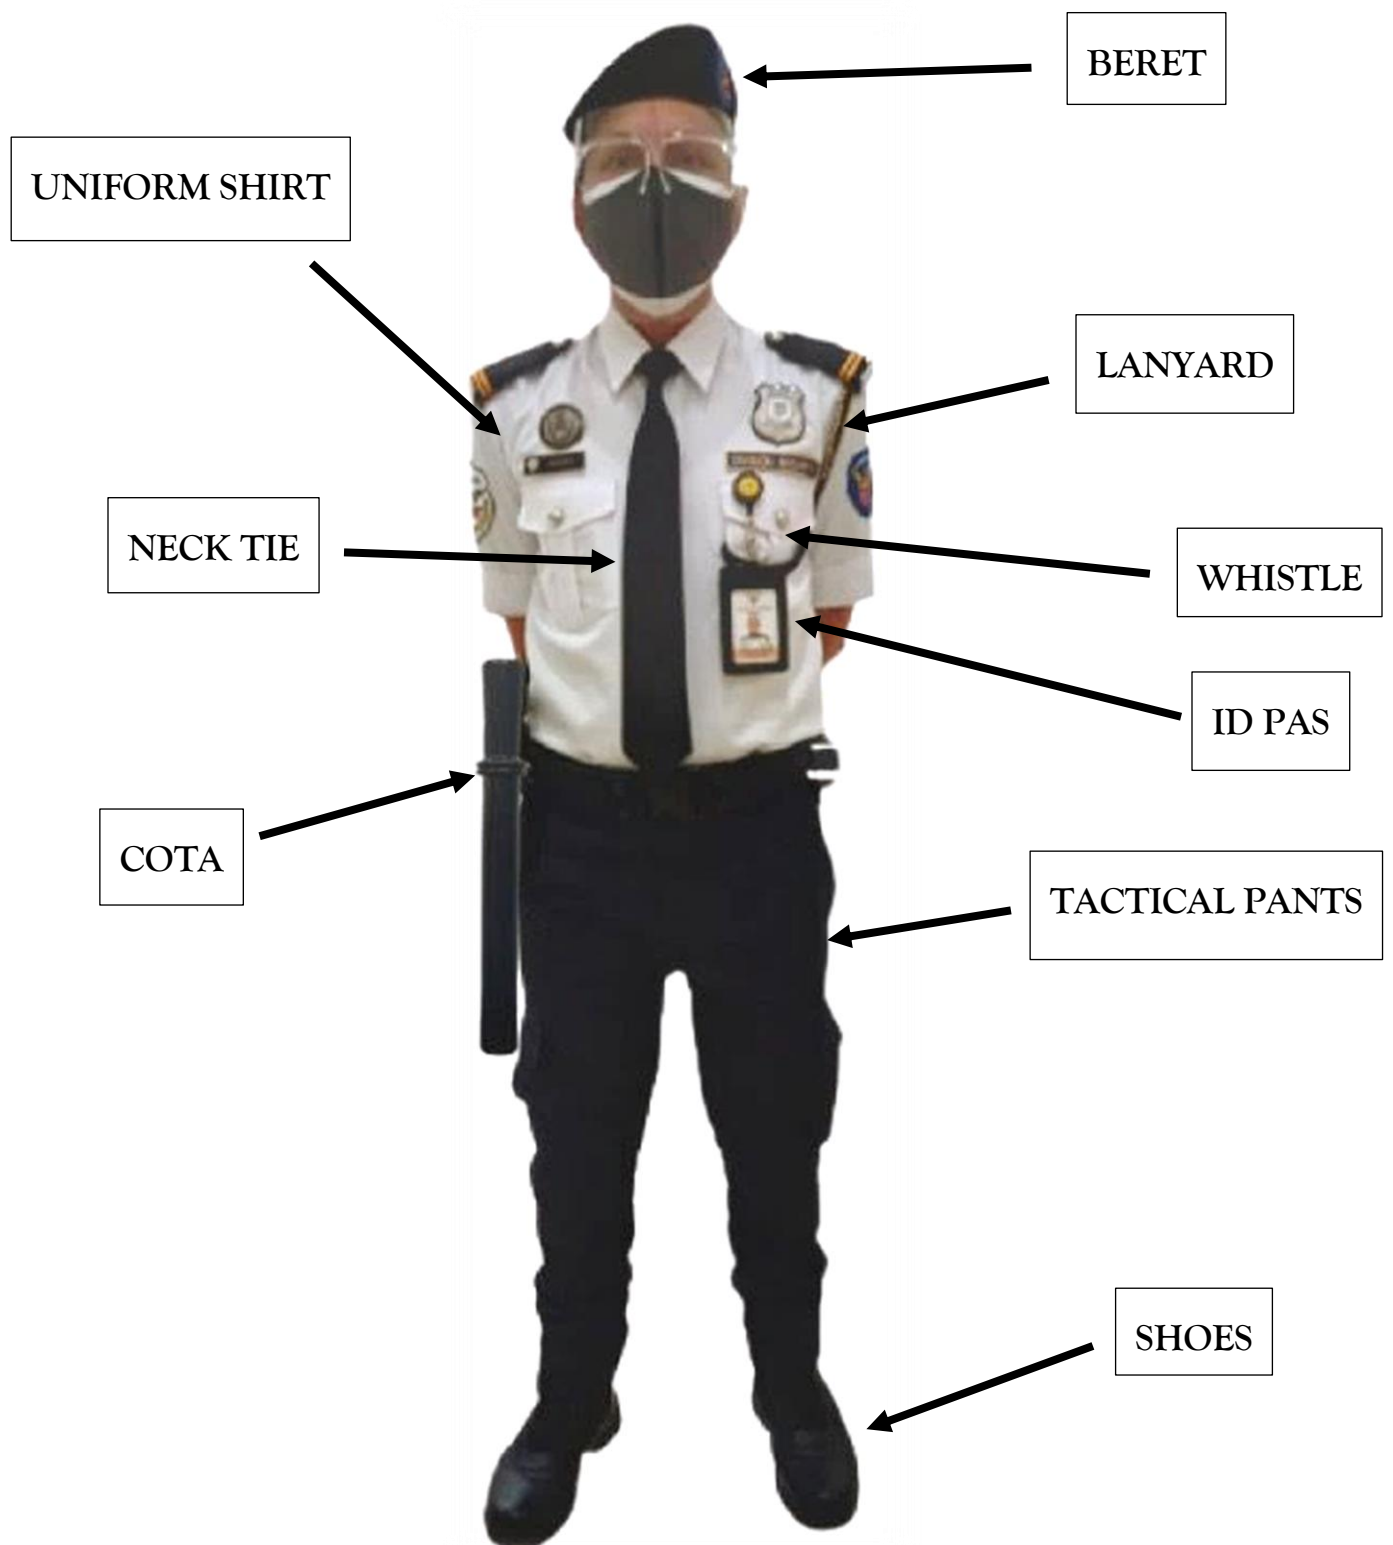 BERET
UNIFORM SHIRT
LANYARD
NECK TIE
WHISTLE
ID PAS
COTA
TACTICAL PANTS
SHOES